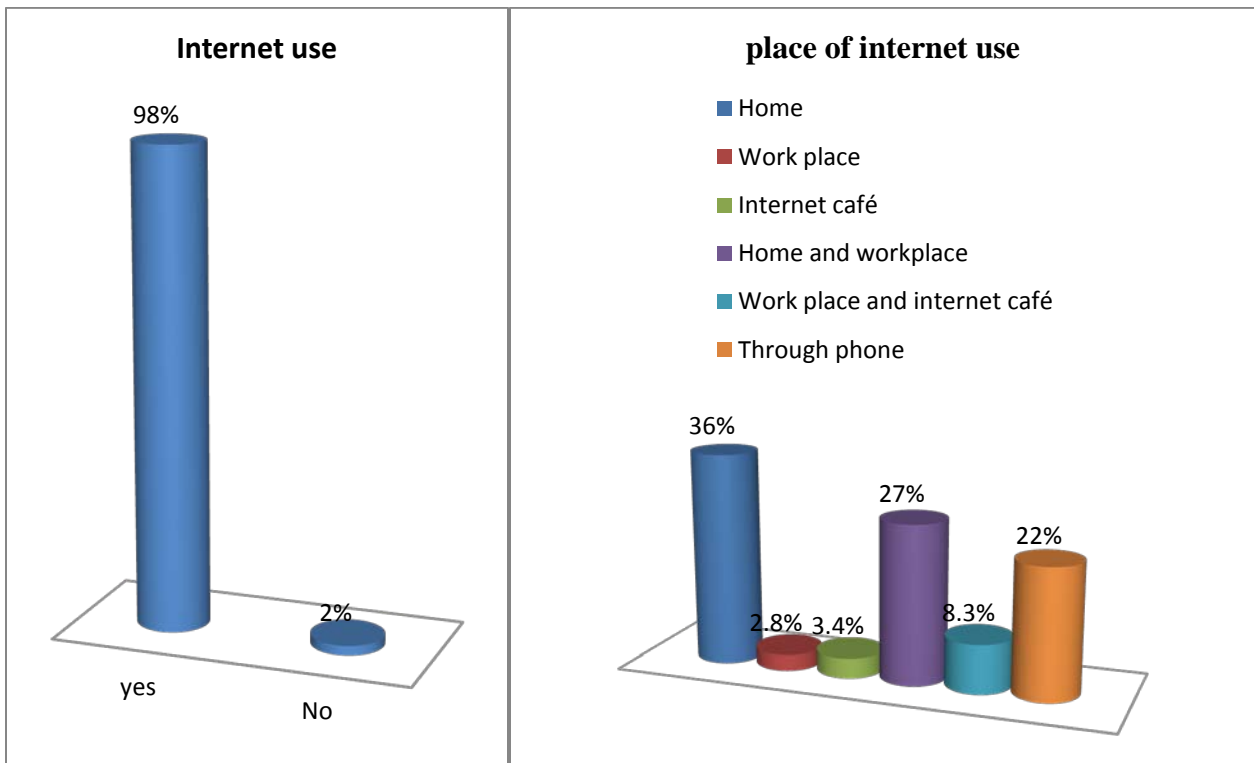 Internet use
98%
2%
yes
No
place of internet use
Home
Work place
Internet café
Home and workplace
Work place and internet café
Through phone
36%
2.8%
3.4%
27%
8.3%
22%